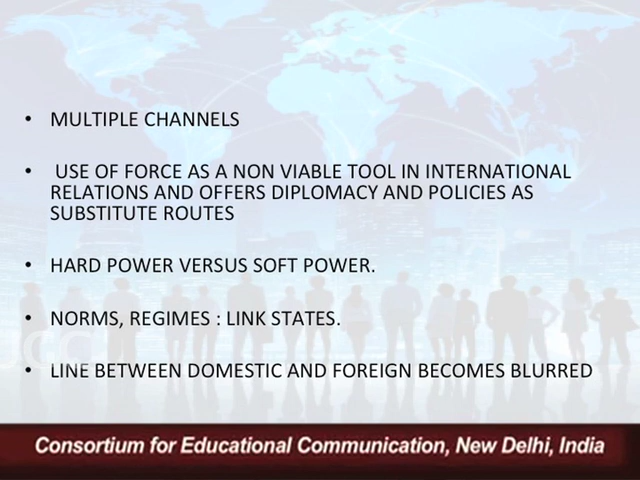 • MULTIPLE CHANNELS
• USE OF FORCE AS A NON VIABLE TOOL IN INTERNATIONAL
RELATIONS AND OFFERS DIPLOMACY AND POLICIES AS
SUBSTITUTE ROUTES
• HARD POWER VERSUS SOFT POWER.
• NORMS, REGIMES : LINK STATES.
• LINE BETWEEN DOMESTIC AND FOREIGN BECOMES BLURRED
Consortium for Educational Communication, New Delhi, India